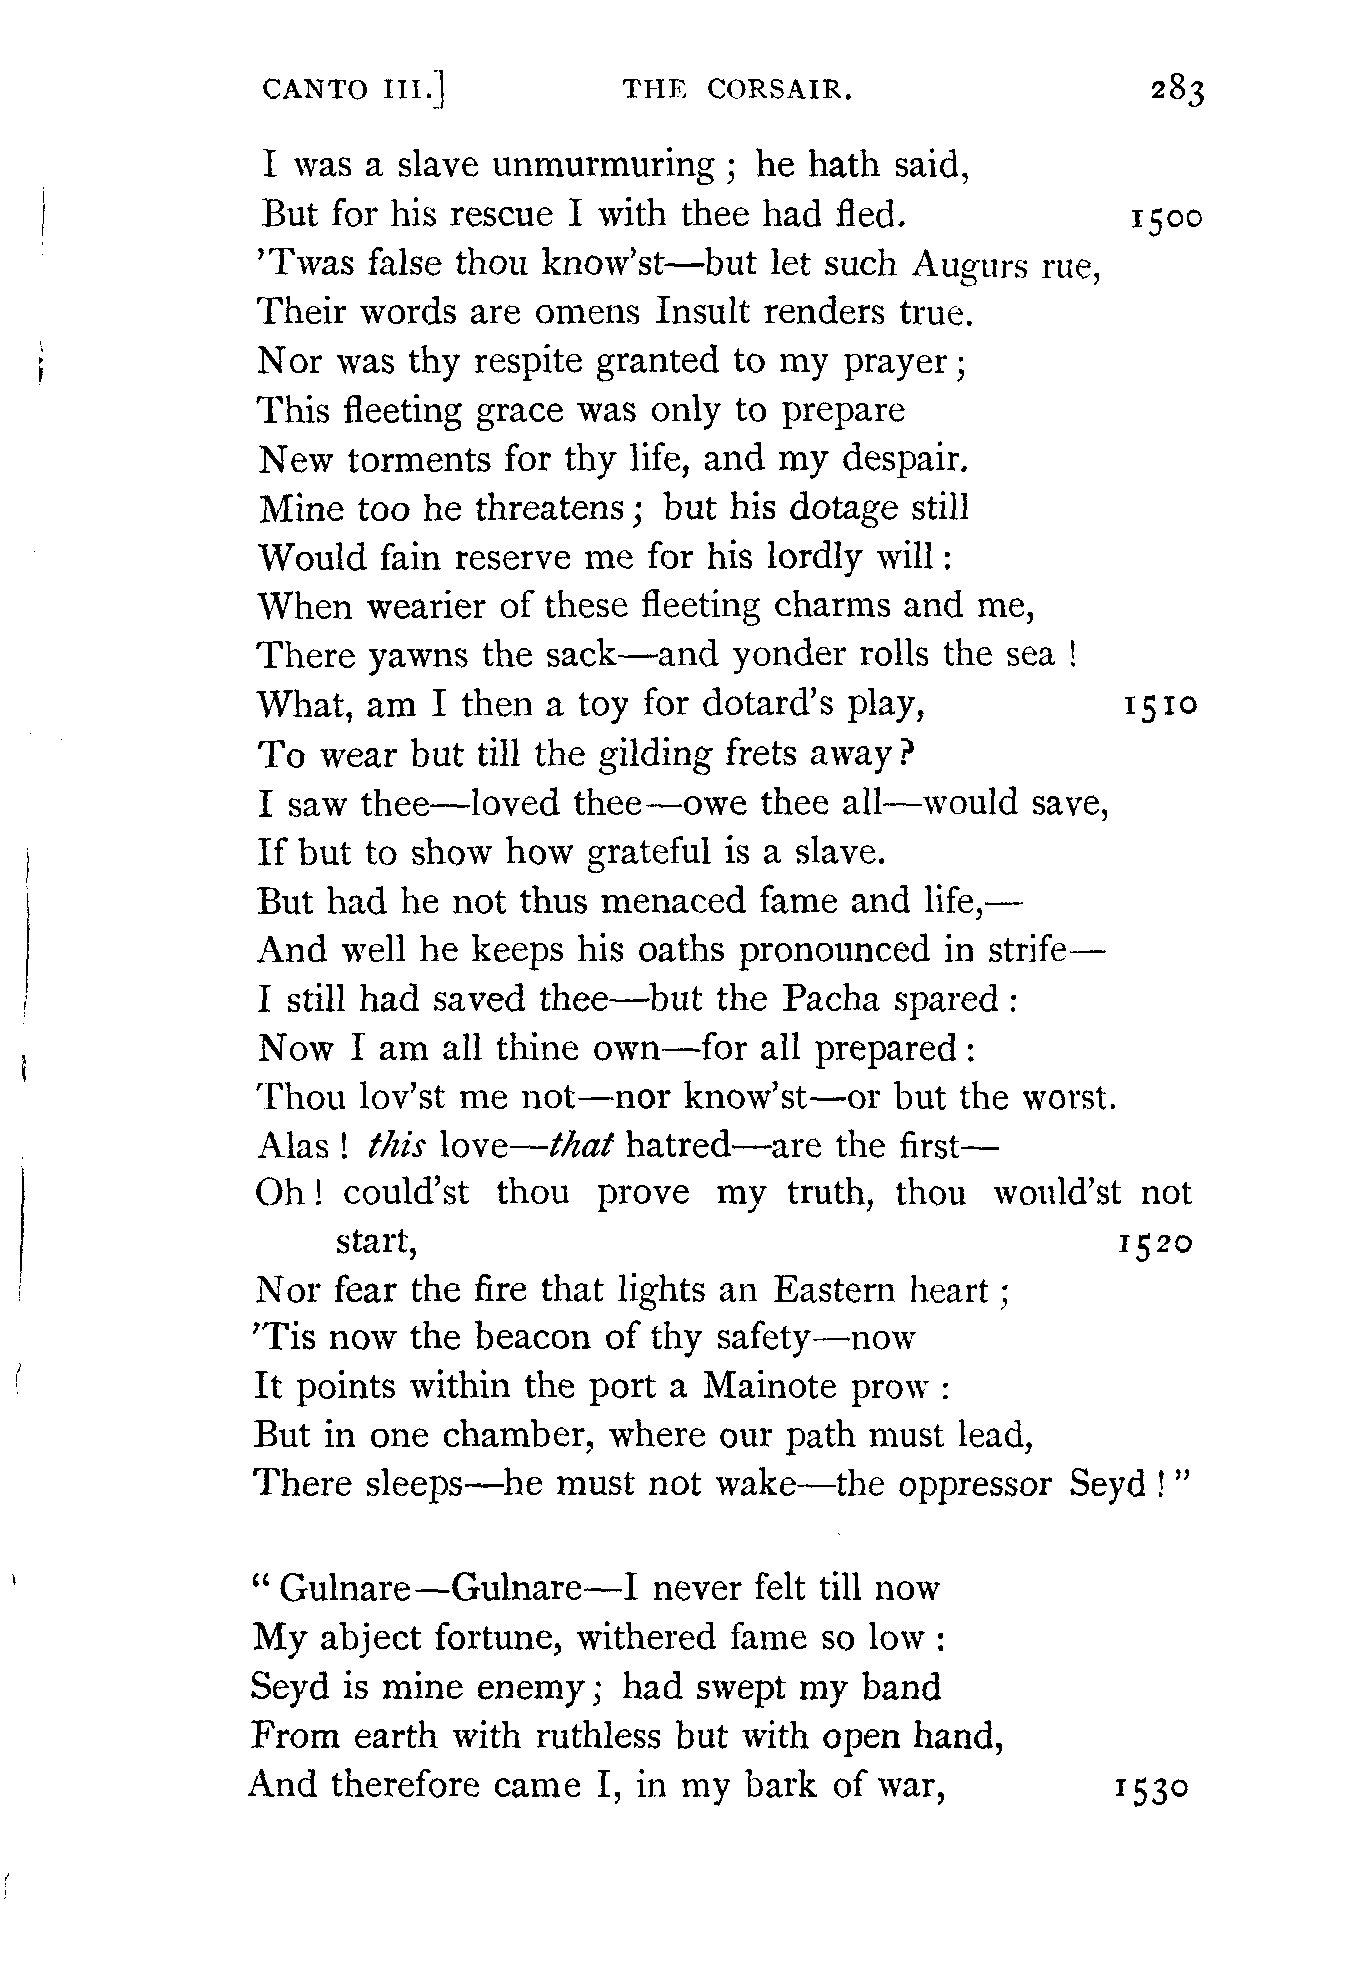 CANTO III.] THE CORSAIR. 283
I was a slave unmurmuring ; he hath said,
But for his rescue I with thee had fled. 1500
'Twas false thou know'st—but let such Augurs rue,
Their words are omens Insult renders true.
Nor was thy respite granted to my prayer ;
This fleeting grace was only to prepare
New torments for thy life, and my despair.
Mine too he threatens ; but his dotage still
Would fain reserve me for his lordly will :
When wearier of these fleeting charms and me,
There yawns the sack—and yonder rolls the sea !
What, am I then a toy for dotard's play, 1510
To wear but till the gilding frets away ?
I saw thee—loved thee—owe thee all—would save,
If but to show how grateful is a slave.
But had he not thus menaced fame and life,—
And well he keeps his oaths pronounced in strife—
I still had saved thee—but the Pacha spared :
Now I am all thine own—for all prepared :
Thou lov'st me not—nor know'st—or but the worst.
Alas ! this love—that hatred—are the first—
Oh ! could'st thou prove my truth, thou would'st not
start, 1520
Nor fear the fire that lights an Eastern heart ;
'Tis now the beacon of thy safety—now
It points within the port a Mainote prow :
But in one chamber, where our path must lead,
There sleeps—he must not wake—the oppressor Seyd ! "
" Gulnare—Gulnare—I never felt till now
My abject fortune, withered fame so low :
Seyd is mine enemy ; had swept my band
From earth with ruthless but with open hand,
And therefore came I, in my bark of war, 1530